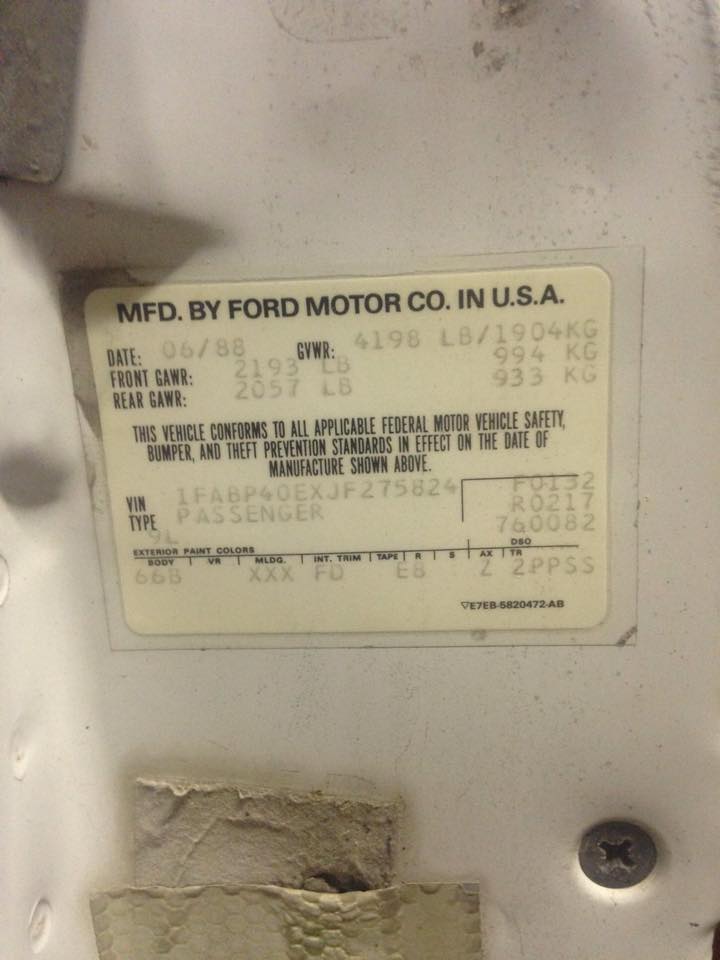 MFD. BY FORD MOTOR CO. IN U.S.A.
DATE: 06/88 GVWR: 4198 LB/1904KG
FRONT GAWR: 2193 LB 994 KG
REAR GAWR: 2057 LB 933 KG
THIS VEHICLE CONFORMS TO ALL APPLICABLE FEDERAL MOTOR VEHICLE SAFETY,
BUMPER, AND THEFT PREVENTION STANDARDS IN EFFECT ON THE DATE OF
MANUFACTURE SHOWN ABOVE.
VIN 1FABP40EXJF275824 F0132
TYPE PASSENGER R0217
9L 760082
EXTERIOR PAINT COLORS DSO
BODY VR MLDG. INT. TRIM TAPE R S AX TR
66B XXX FD EB Z 2PPSS
▽E7EB-5820472-AB